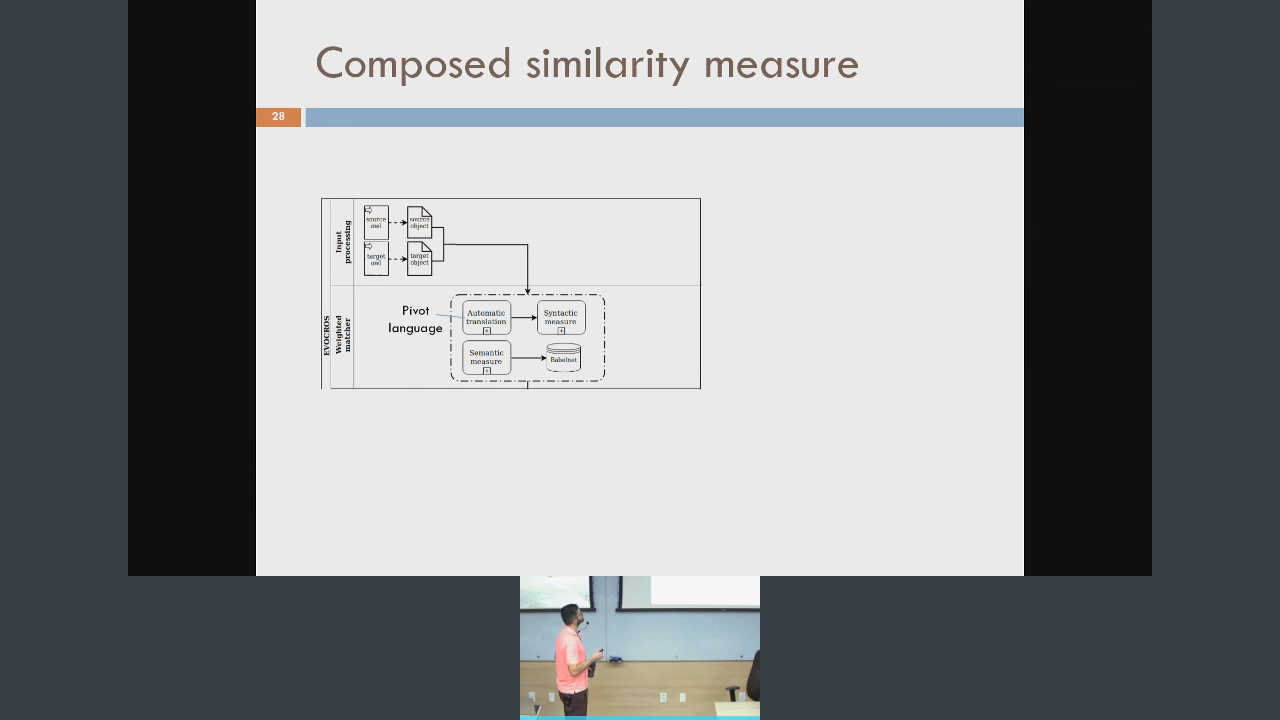 Composed similarity measure
28
EVOCROS
Input
processing
source
owl
source
object
target
owl
target
object
Weighted
matcher
Pivot
language
Automatic
translation
Syntactic
measure
Semantic
measure
Babelnet